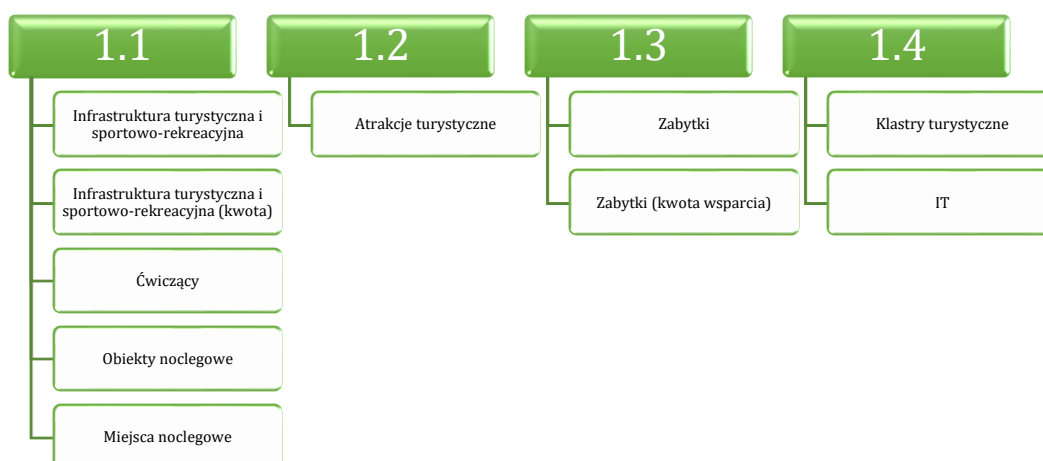 1.1
Infrastruktura turystyczna i
sportowo-rekreacyjna
Infrastruktura turystyczna i
sportowo-rekreacyjna (kwota)
Ćwiczący
Obiekty noclegowe
Miejsca noclegowe
1.2
Atrakcje turystyczne
1.3
Zabytki
Zabytki (kwota wsparcia)
1.4
Klastry turystyczne
IT